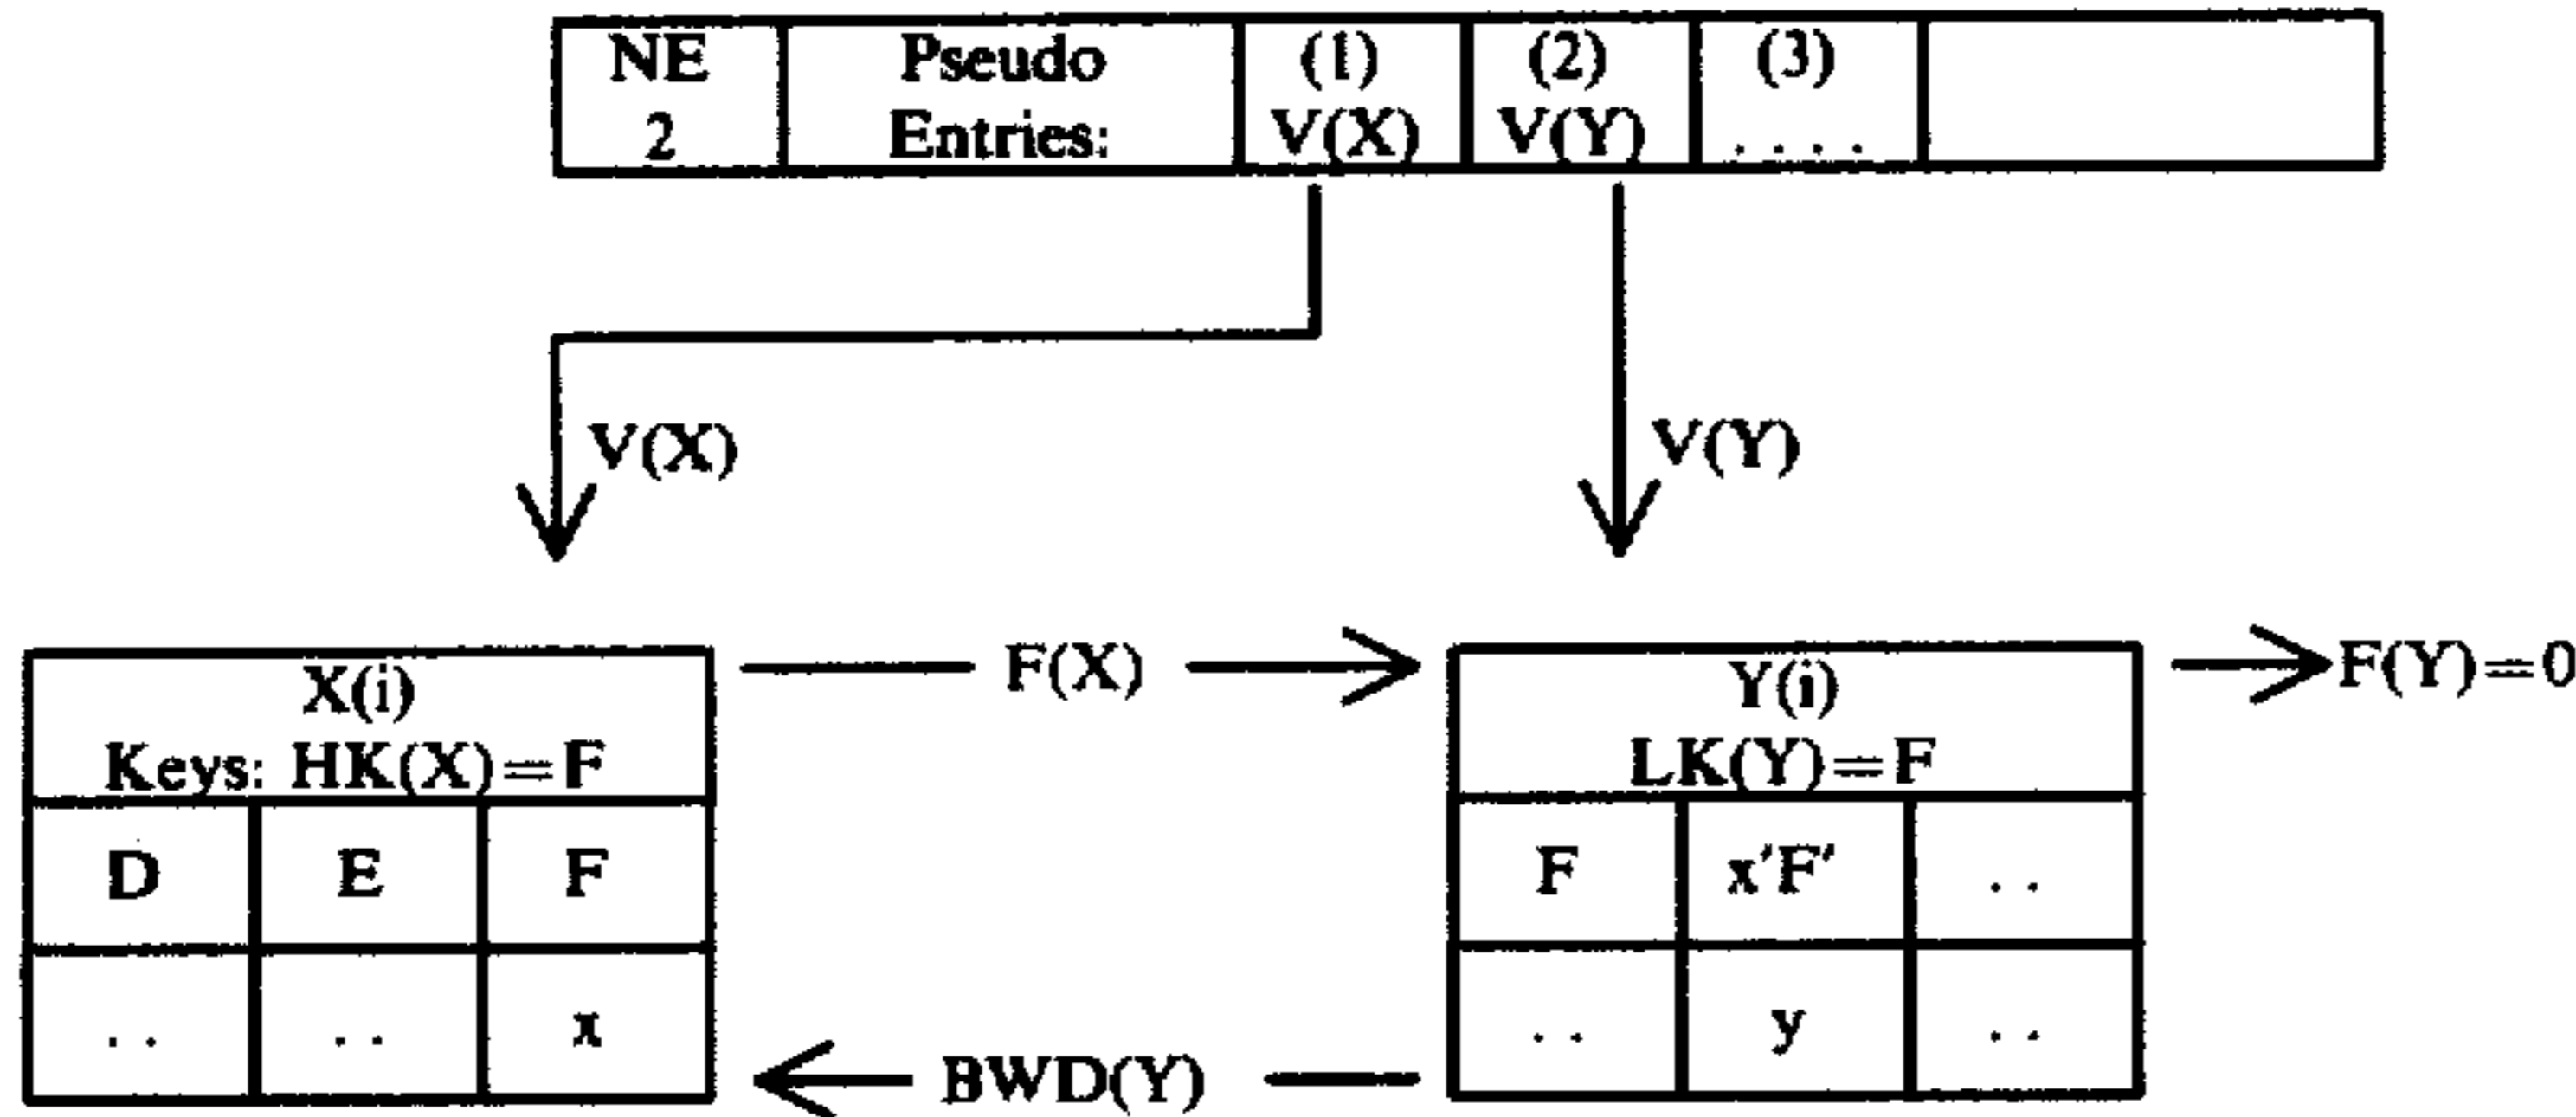 NE Pseudo (1) (2) (3)
2 Entries: V(X) V(Y) . . . .
V(X) V(Y)
X(i) F(X) Y(i) F(Y)=0
Keys: HK(X)=F LK(Y)=F
D E F F x'F' . .
. . . . x . . y . .
BWD(Y)